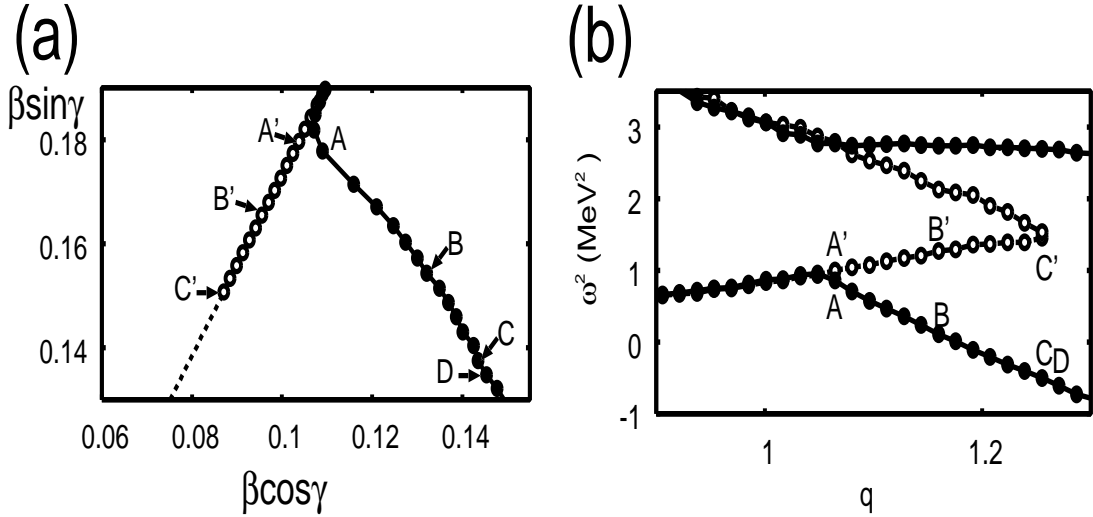 (a)
βsinγ
0.18
0.16
0.14
A'
A
B'
B
C'
C
D
0.06
0.08
0.1
0.12
0.14
βcosγ
(b)
ω² (MeV²)
3
2
1
0
-1
A'
B'
C'
A
B
C
D
1
1.2
q